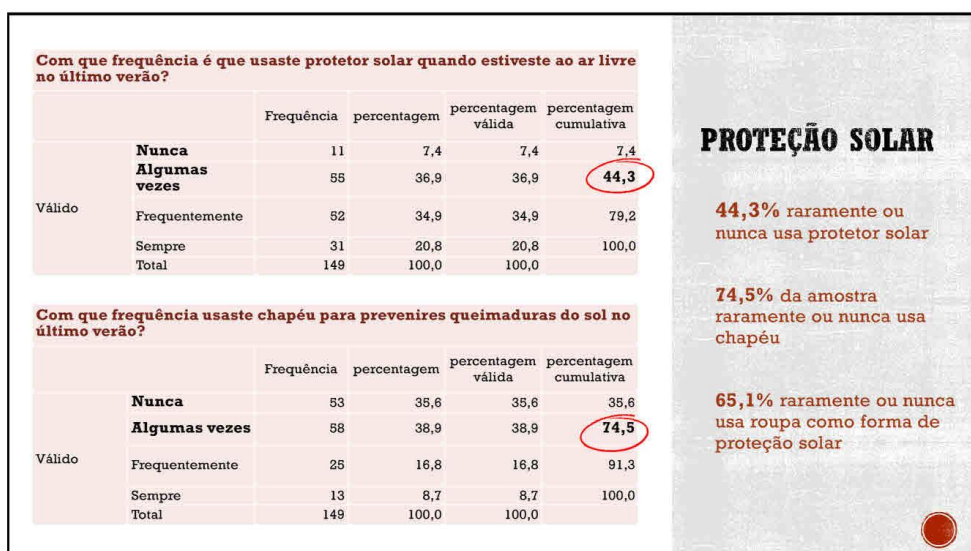 Com que frequência é que usaste protetor solar quando estiveste ao ar livre
no último verão?
Frequência percentagem percentagem válida percentagem cumulativa
Válido
Nunca 11 7,4 7,4 7,4
Algumas vezes 55 36,9 36,9 44,3
Frequentemente 52 34,9 34,9 79,2
Sempre 31 20,8 20,8 100,0
Total 149 100,0 100,0
Com que frequência usaste chapéu para prevenires queimaduras do sol no
último verão?
Frequência percentagem percentagem válida percentagem cumulativa
Válido
Nunca 53 35,6 35,6 35,6
Algumas vezes 58 38,9 38,9 74,5
Frequentemente 25 16,8 16,8 91,3
Sempre 13 8,7 8,7 100,0
Total 149 100,0 100,0
PROTEÇÃO SOLAR
44,3% raramente ou
nunca usa protetor solar
74,5% da amostra
raramente ou nunca usa
chapéu
65,1% raramente ou nunca
usa roupa como forma de
proteção solar